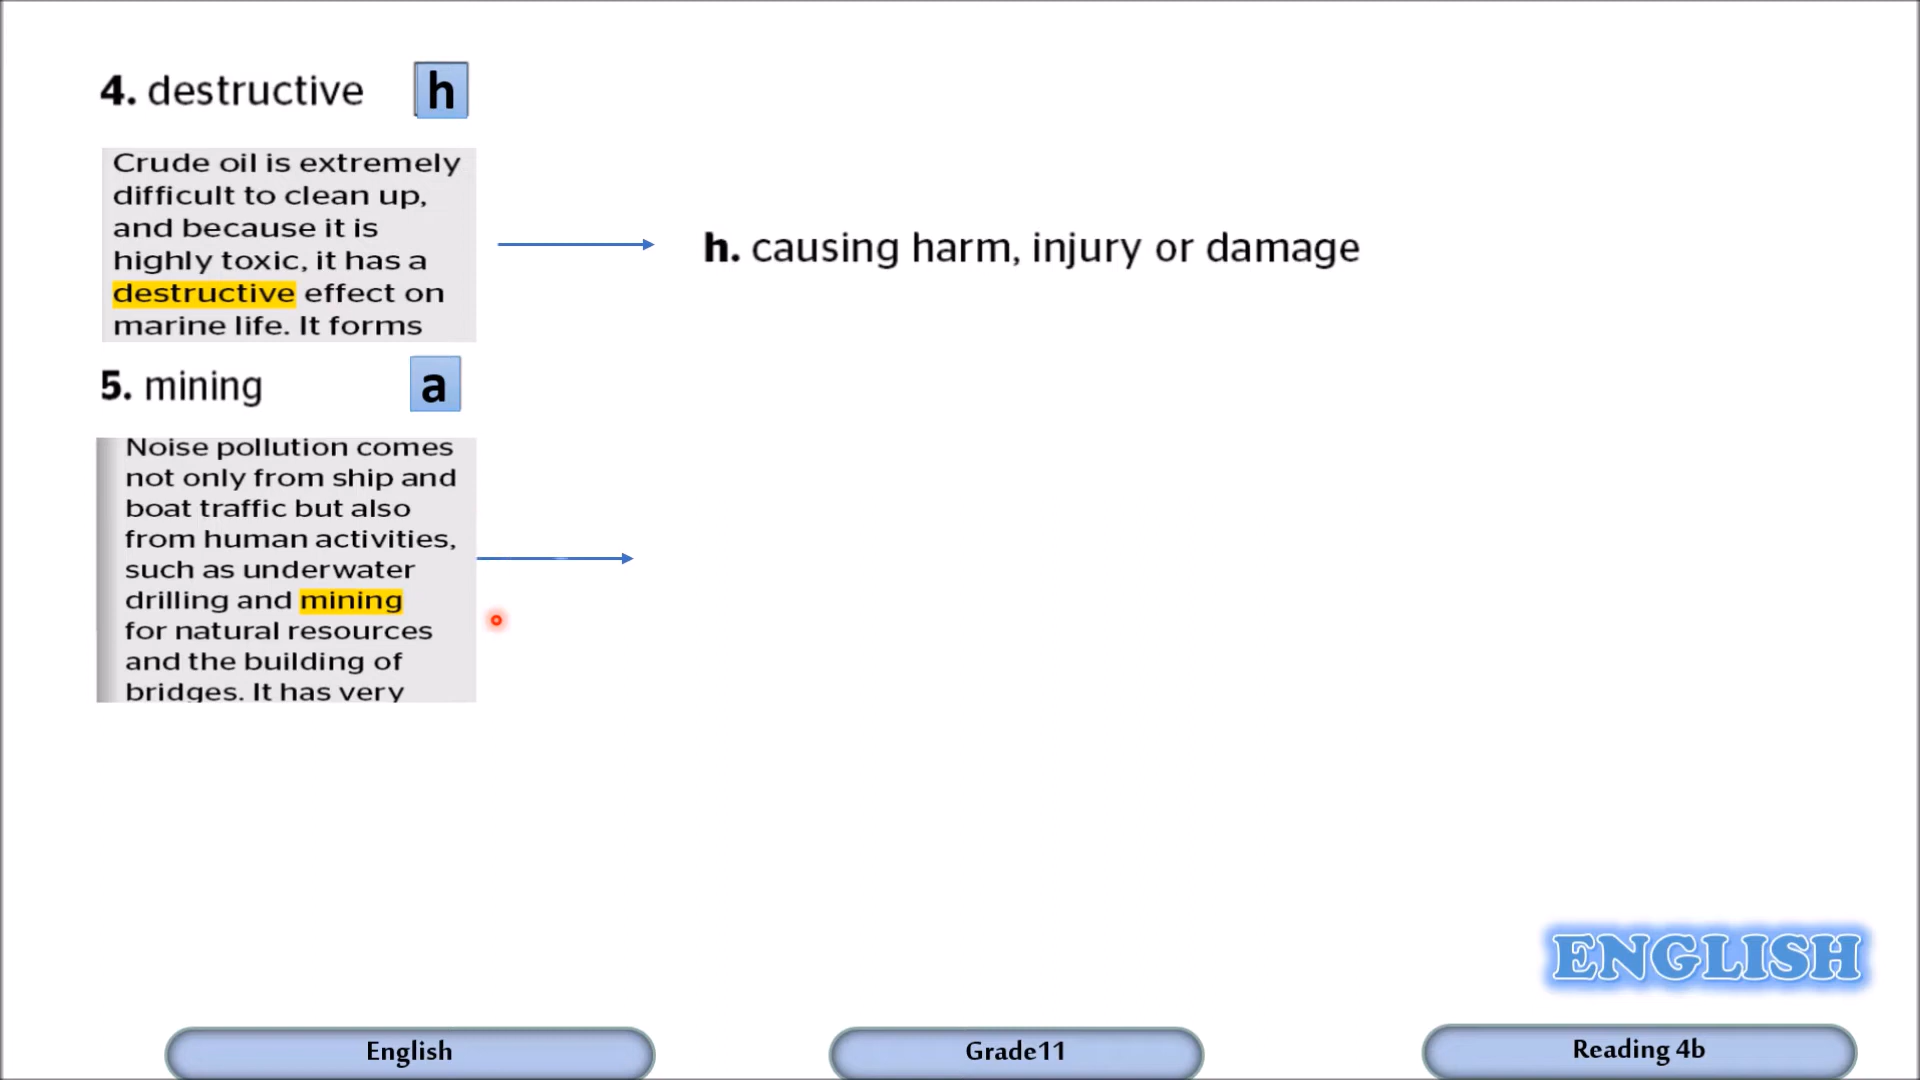 4. destructive h
Crude oil is extremely
difficult to clean up,
and because it is
highly toxic, it has a
destructive effect on
marine life. It forms
h. causing harm, injury or damage
5. mining a
Noise pollution comes
not only from ship and
boat traffic but also
from human activities,
such as underwater
drilling and mining
for natural resources
and the building of
bridges. It has very
ENGLISH
English
Grade11
Reading 4b